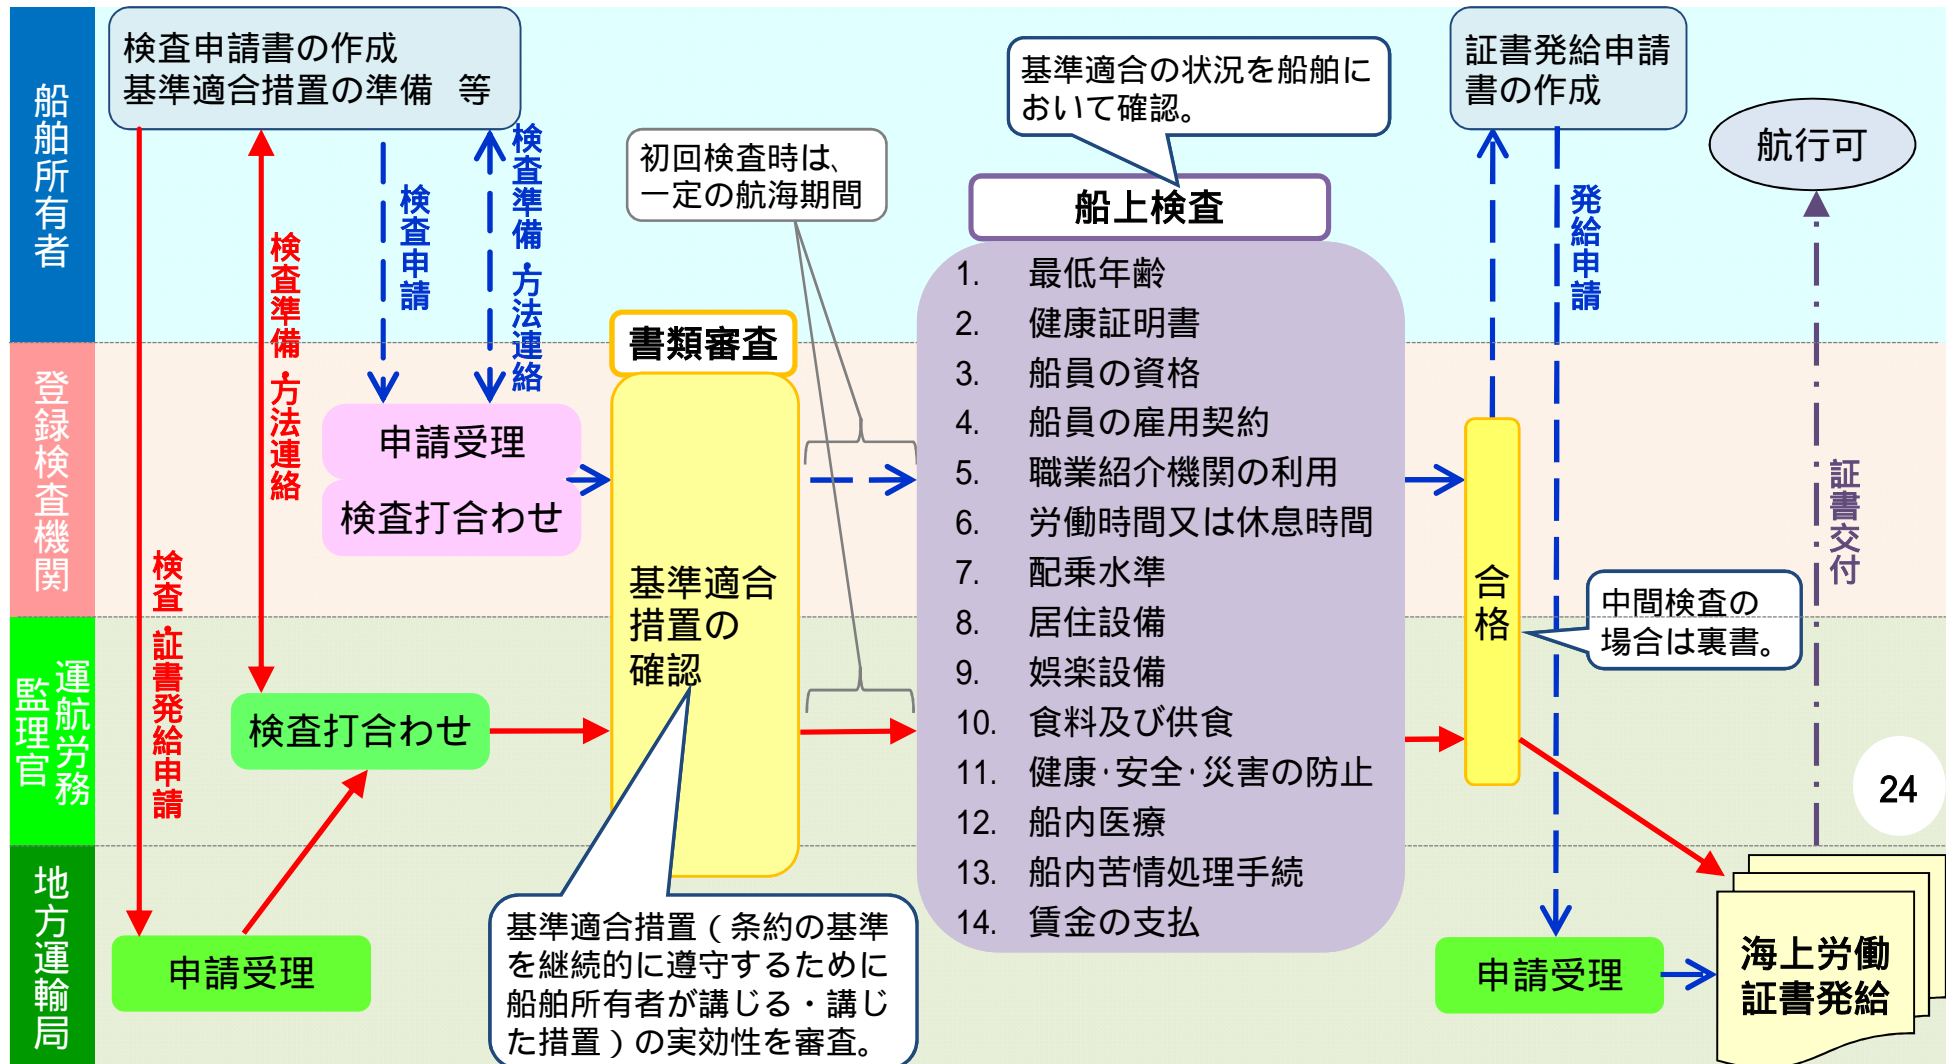 船舶所有者
検査申請書の作成
基準適合措置の準備　等
検査申請
検査準備・方法連絡
検査準備・方法連絡
検査・証書発給申請
初回検査時は、
一定の航海期間
基準適合の状況を船舶に
おいて確認。
証書発給申請
書の作成
発給申請
航行可
証書交付
登録検査機関
申請受理
検査打合わせ
書類審査
基準適合
措置の
確認
船上検査
1. 最低年齢
2. 健康証明書
3. 船員の資格
4. 船員の雇用契約
5. 職業紹介機関の利用
6. 労働時間又は休息時間
7. 配乗水準
8. 居住設備
9. 娯楽設備
10. 食料及び供食
11. 健康・安全・災害の防止
12. 船内医療
13. 船内苦情処理手続
14. 賃金の支払
合格
中間検査の
場合は裏書。
運航労務
監理官
検査打合わせ
24
地方運輸局
申請受理
基準適合措置（条約の基準
を継続的に遵守するために
船舶所有者が講じる・講じ
た措置）の実効性を審査。
申請受理
海上労働
証書発給